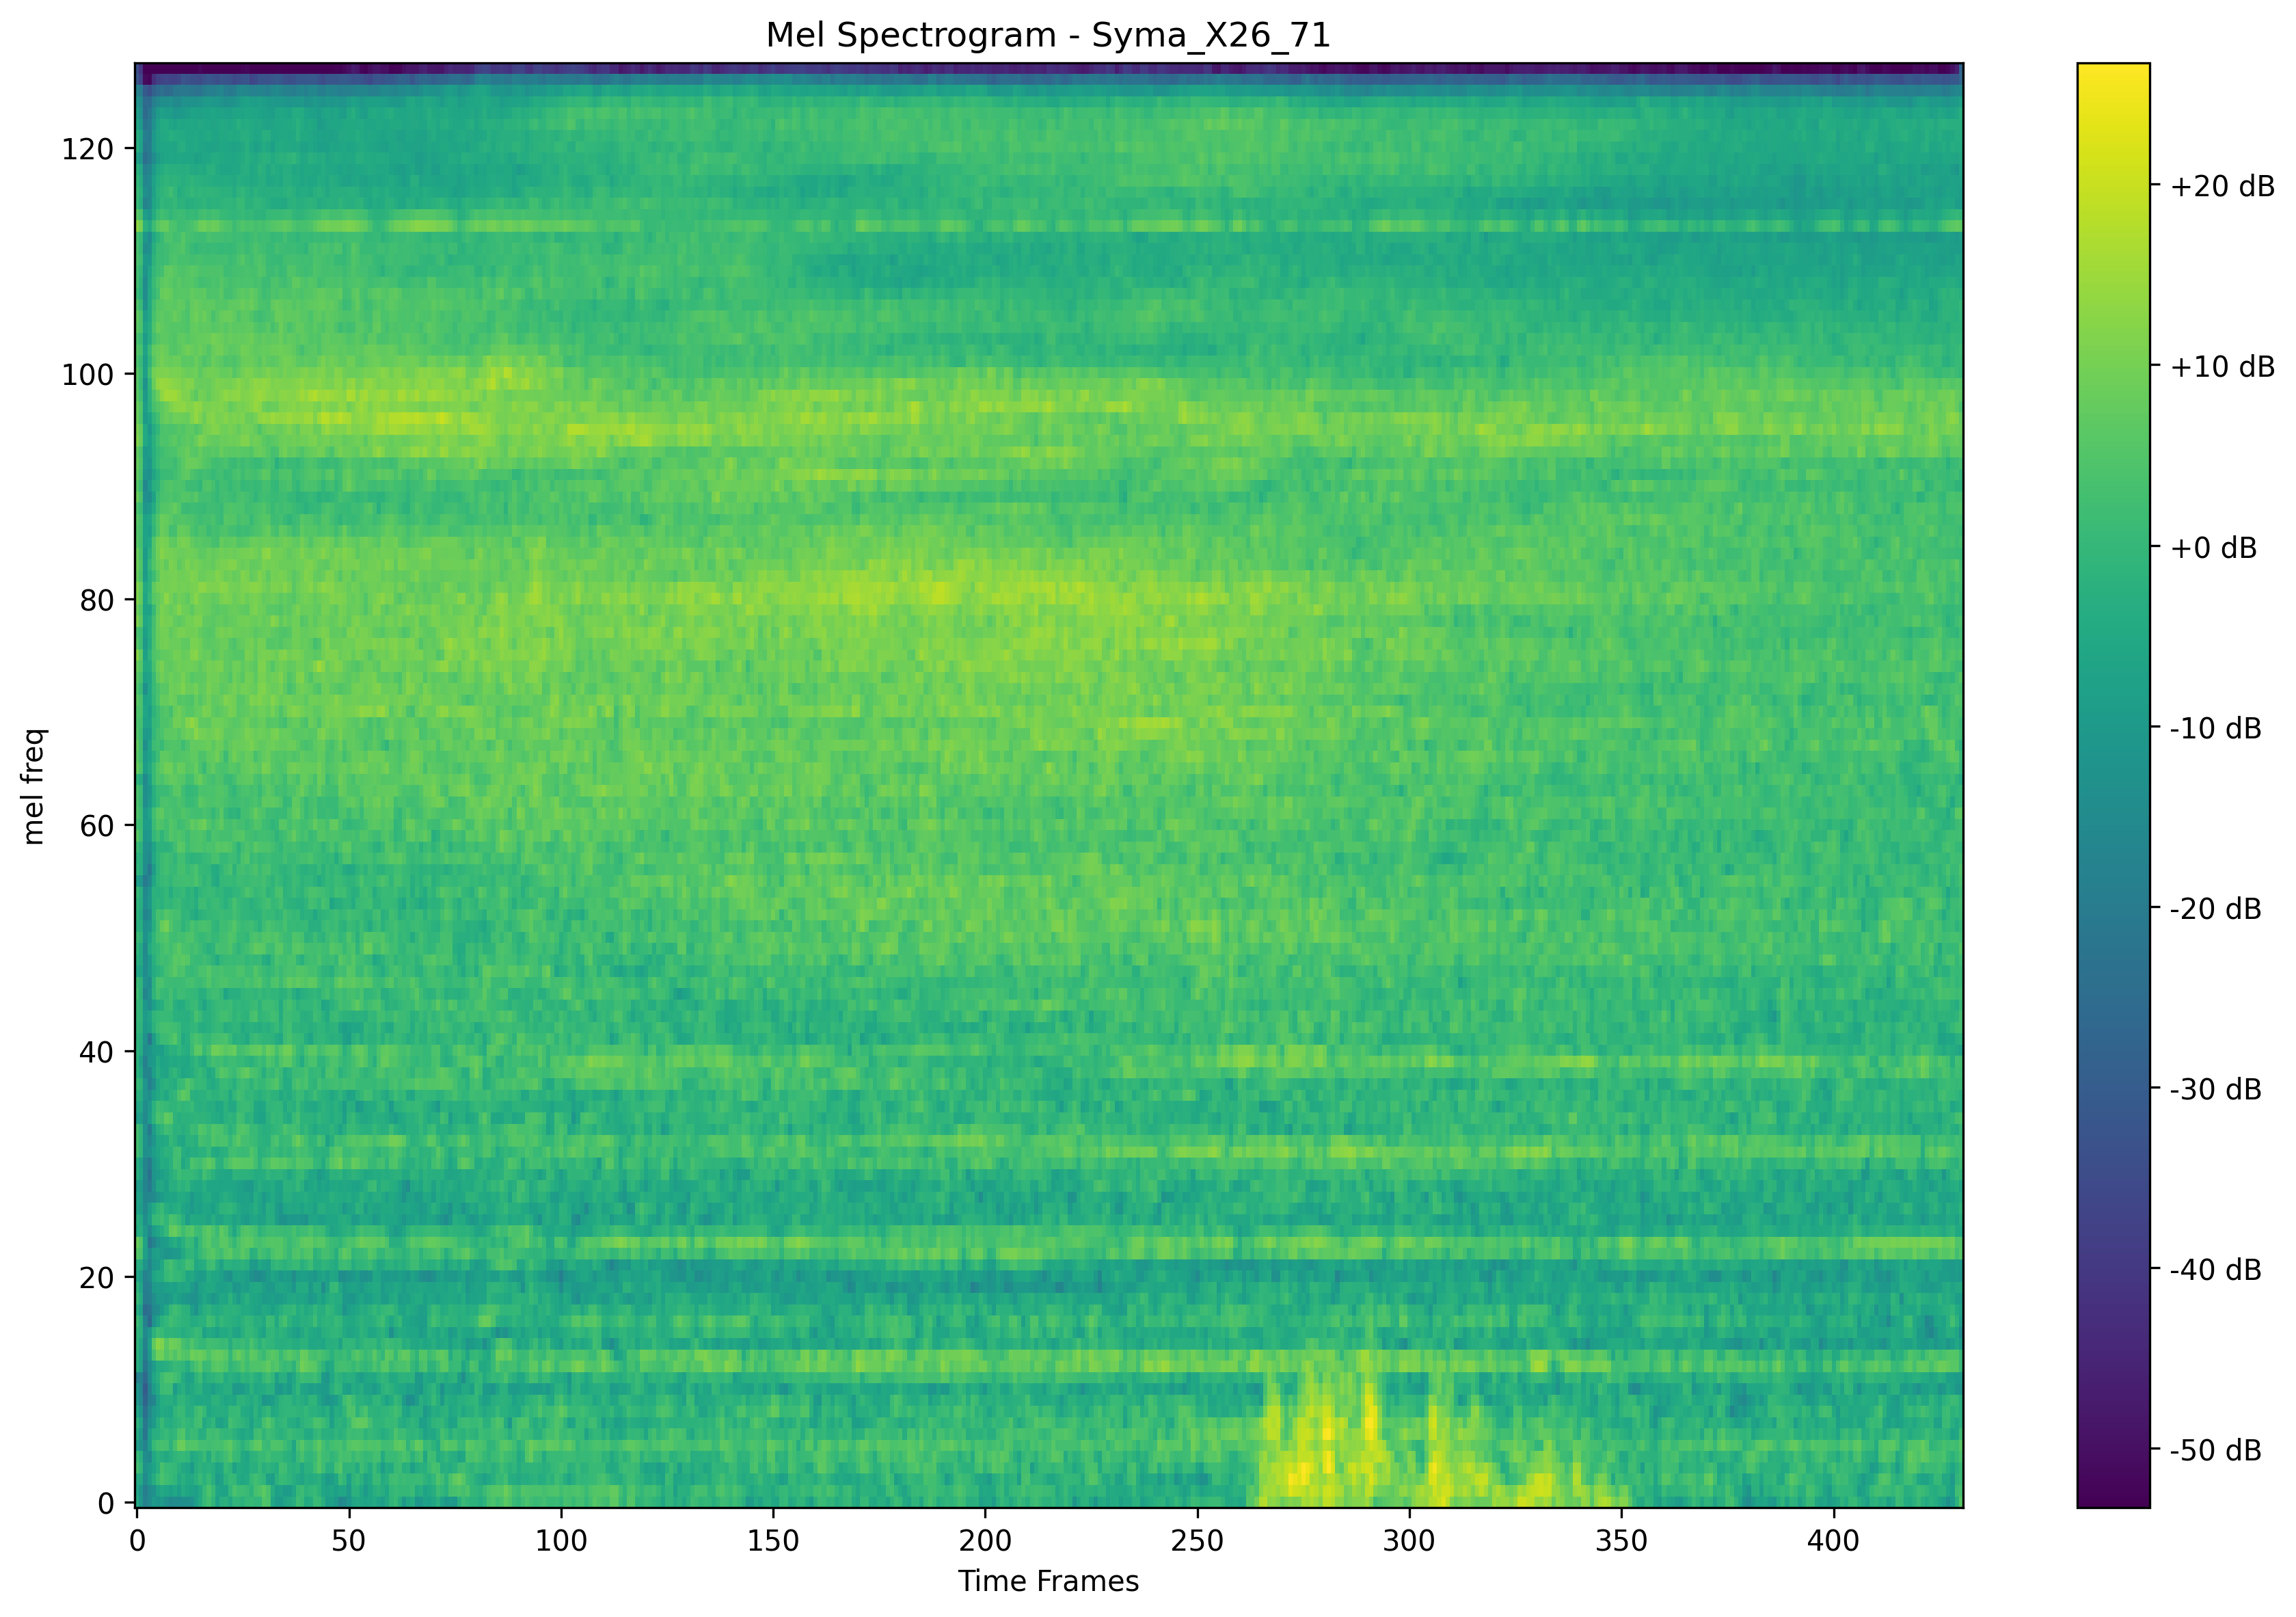 Mel Spectrogram - Syma_X26_71
mel freq
120
100
80
60
40
20
0
0 50 100 150 200 250 300 350 400
Time Frames
+20 dB
+10 dB
+0 dB
-10 dB
-20 dB
-30 dB
-40 dB
-50 dB